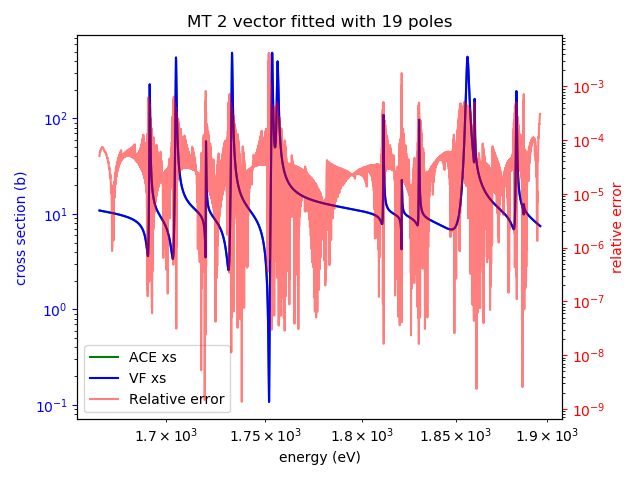 MT 2 vector fitted with 19 poles
cross section (b)
10² 10¹ 10⁰ 10⁻¹
ACE xs
VF xs
Relative error
1.7 × 10³ 1.75 × 10³ 1.8 × 10³ 1.85 × 10³ 1.9 × 10³
energy (eV)
10⁻³ 10⁻⁴ 10⁻⁵ 10⁻⁶ 10⁻⁷ 10⁻⁸ 10⁻⁹
relative error